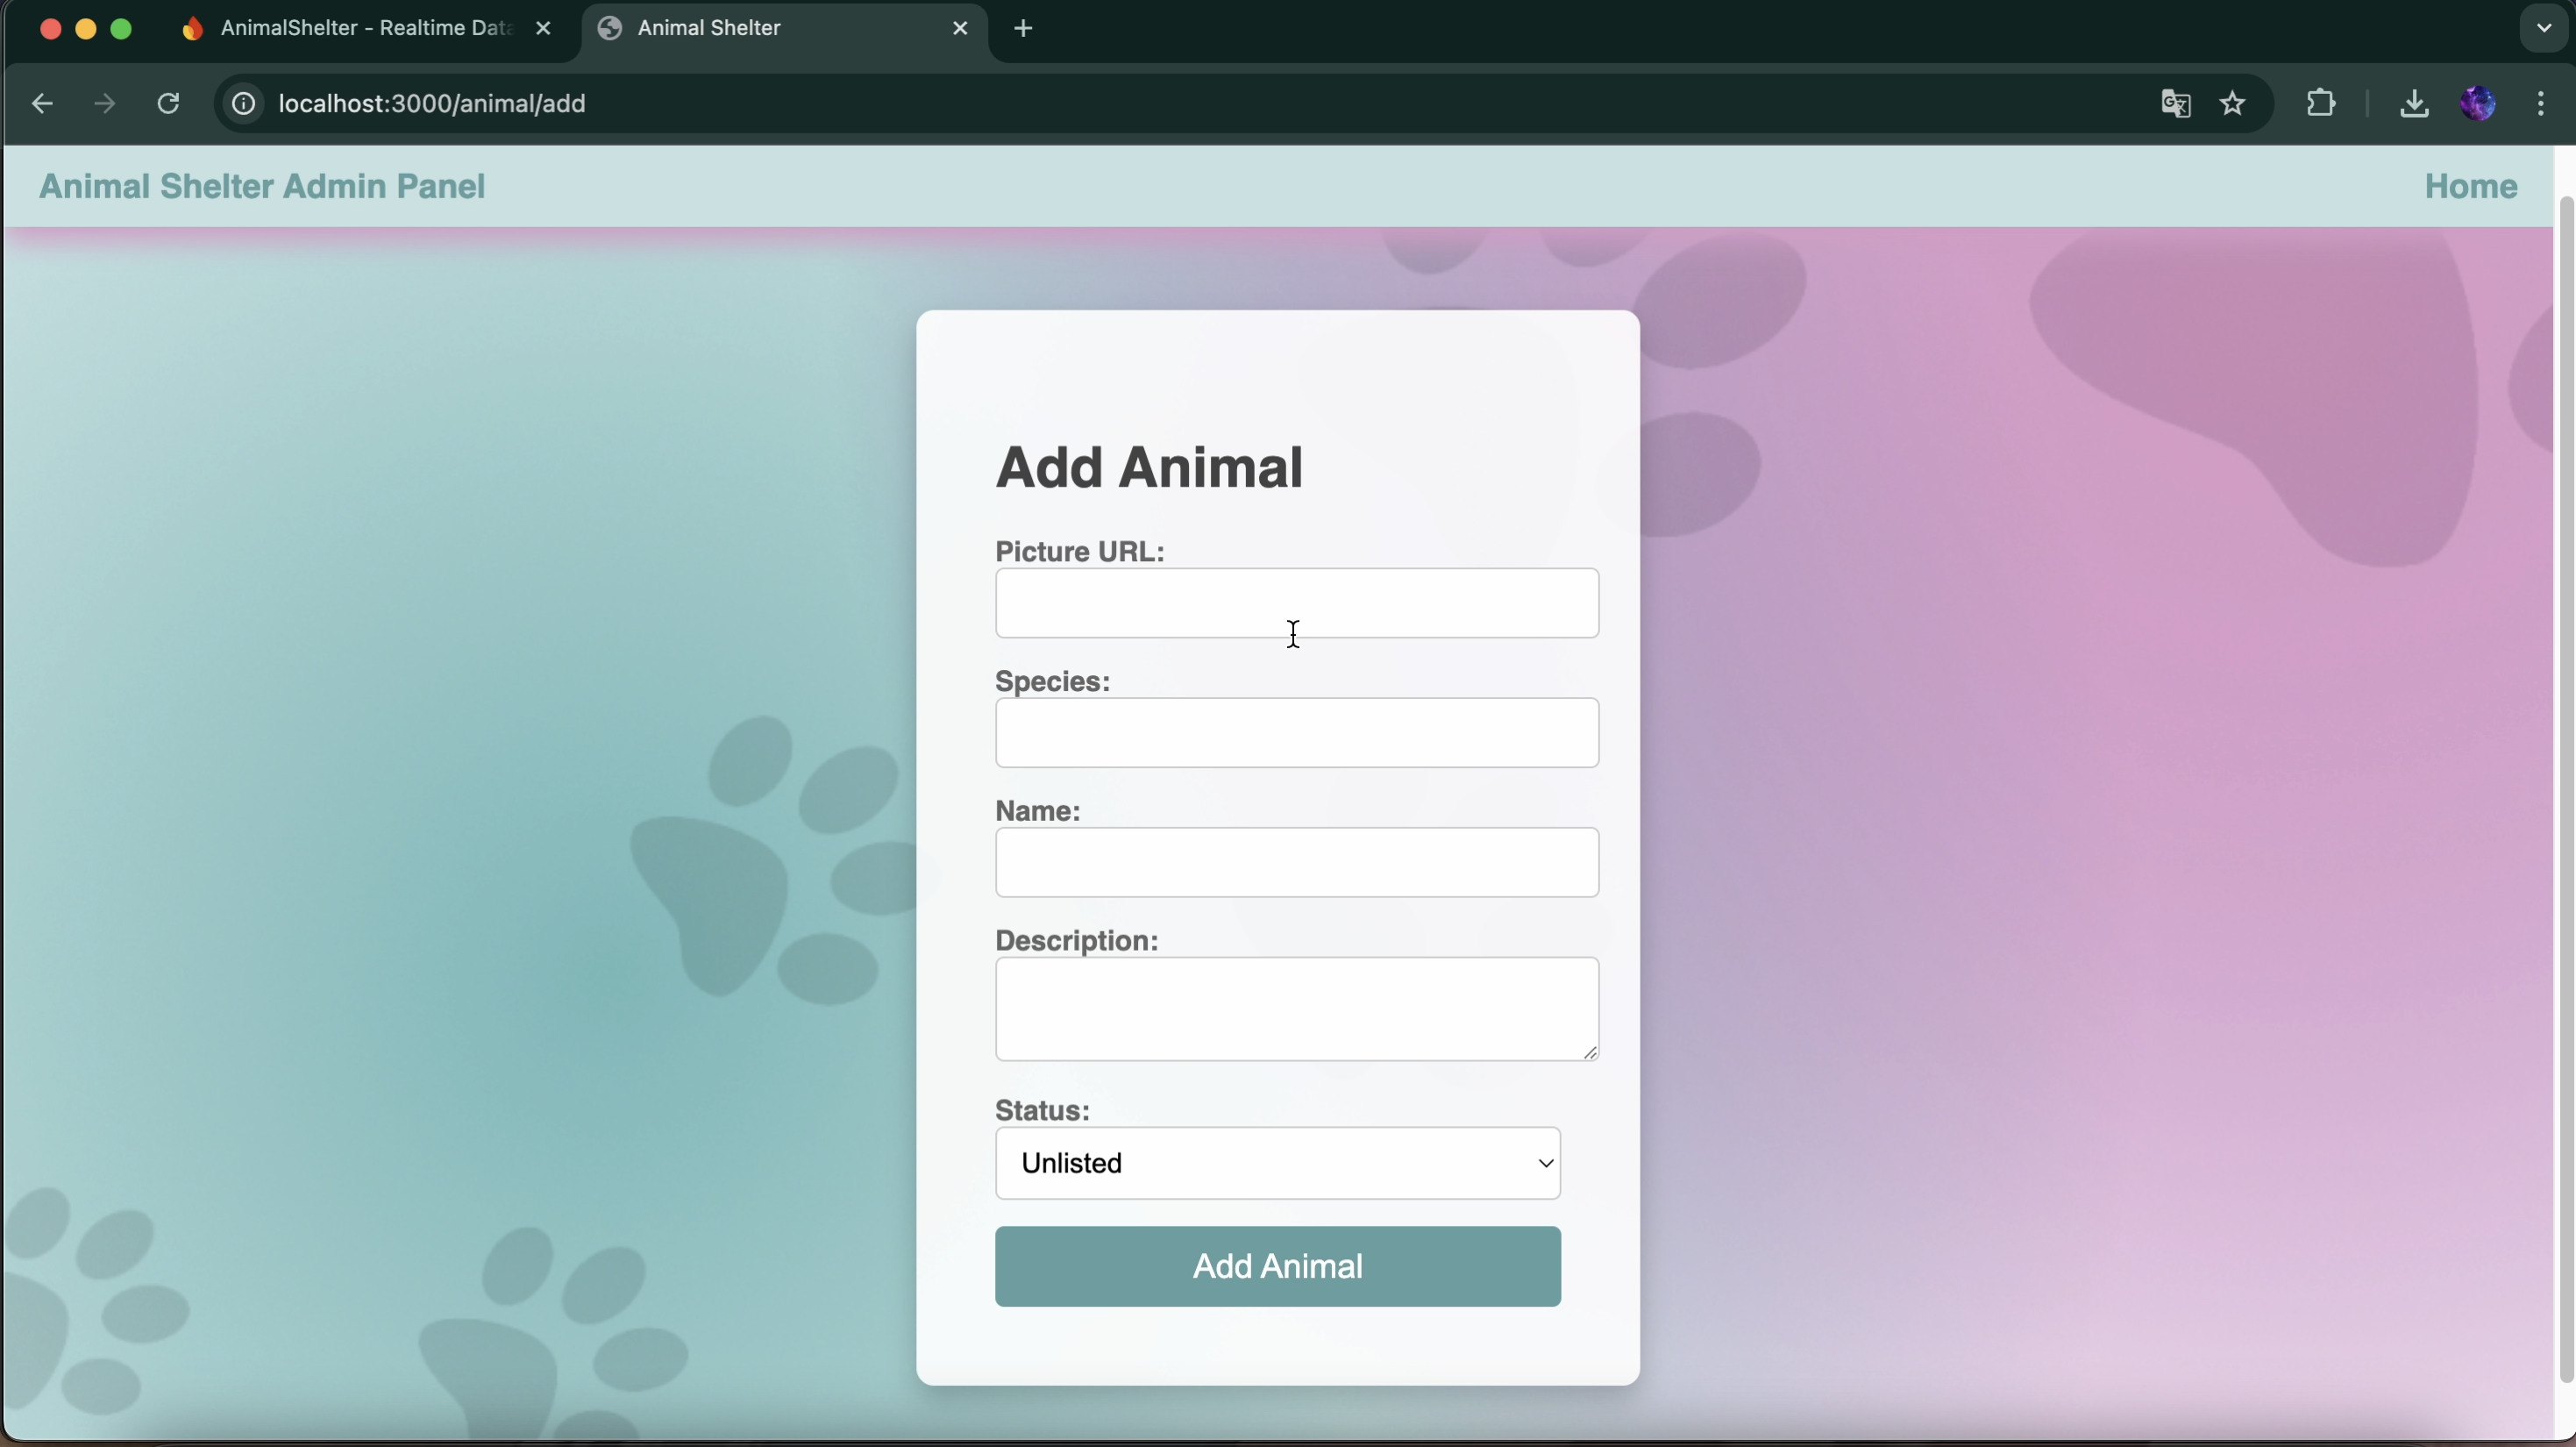 AnimalShelter - Realtime Data
Animal Shelter
localhost:3000/animal/add
Animal Shelter Admin Panel
Home
Add Animal
Picture URL:
Species:
Name:
Description:
Status:
Unlisted
Add Animal